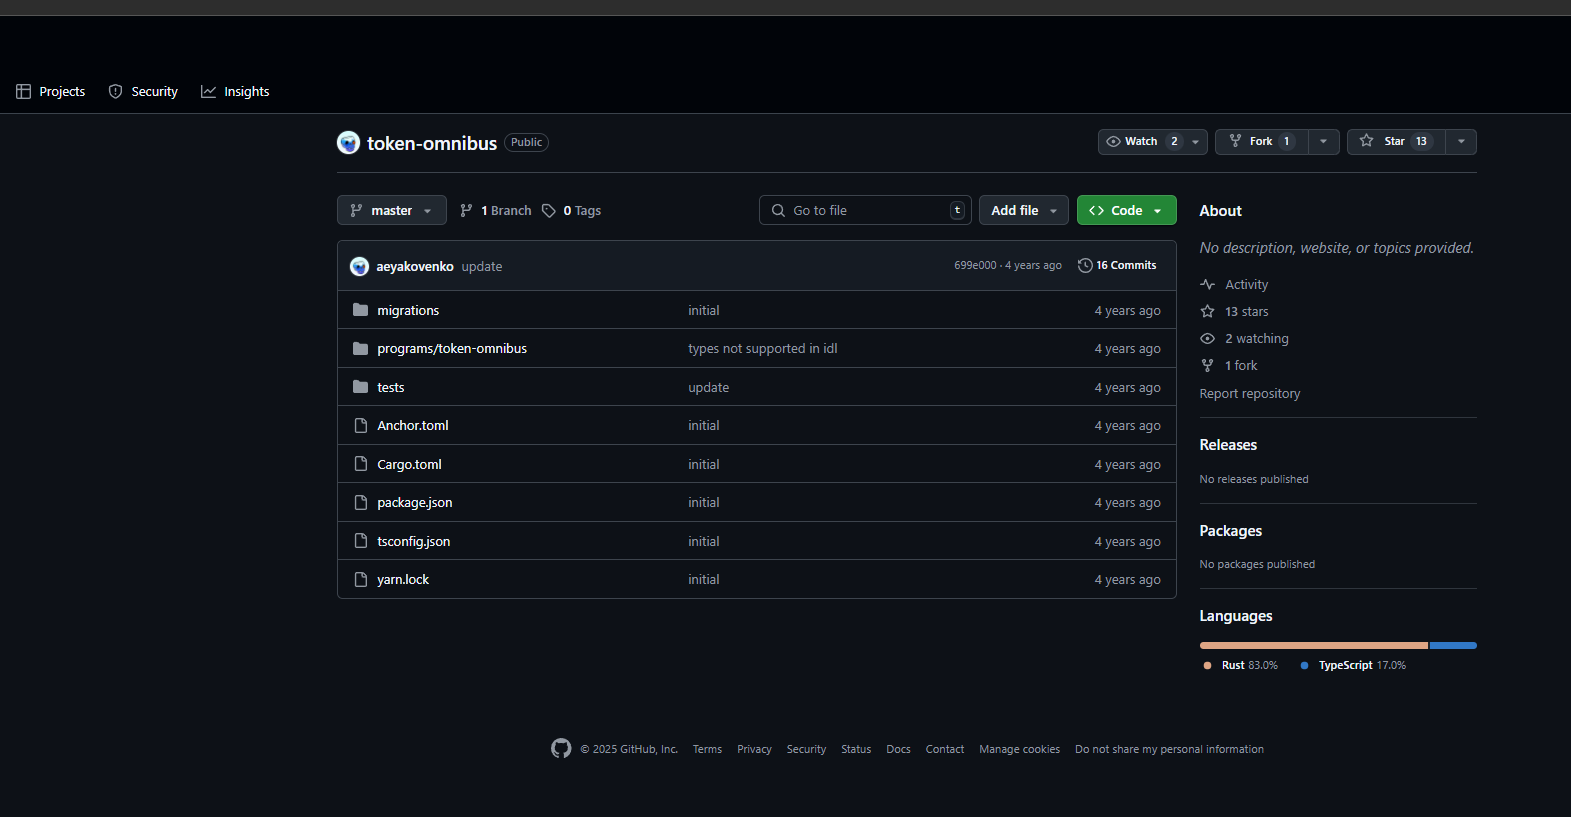 Projects Security Insights
token-omnibus Public Watch 2 Fork 1 Star 13
master 1 Branch 0 Tags Go to file t Add file Code
aeyakovenko update 699e000 · 4 years ago 16 Commits
migrations initial 4 years ago
programs/token-omnibus types not supported in idl 4 years ago
tests update 4 years ago
Anchor.toml initial 4 years ago
Cargo.toml initial 4 years ago
package.json initial 4 years ago
tsconfig.json initial 4 years ago
yarn.lock initial 4 years ago
About
No description, website, or topics provided.
Activity
13 stars
2 watching
1 fork
Report repository
Releases
No releases published
Packages
No packages published
Languages
Rust 83.0% TypeScript 17.0%
© 2025 GitHub, Inc. Terms Privacy Security Status Docs Contact Manage cookies Do not share my personal information